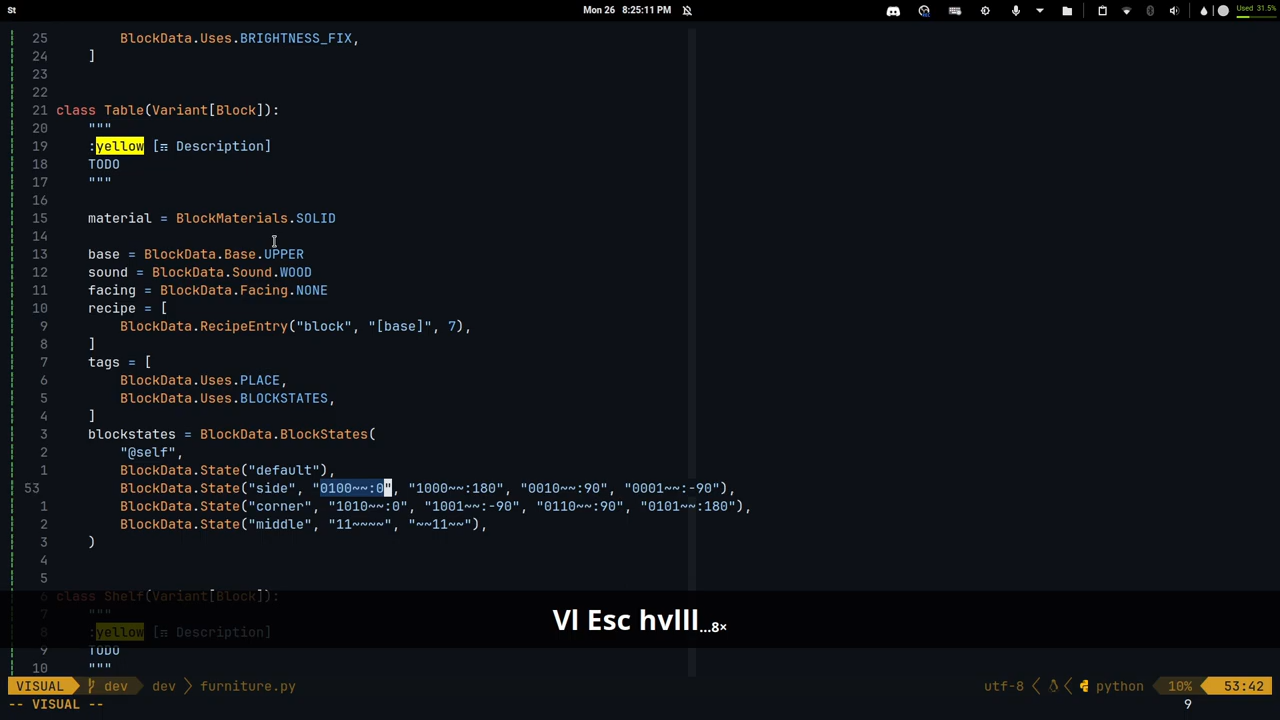 St
Mon 26 8:25:11 PM
Used 31.5%
25 BlockData.Uses.BRIGHTNESS_FIX,
24 ]
23
22
21 class Table(Variant[Block]):
20 """
19 :yellow [ Description]
18 TODO
17 """
16
15 material = BlockMaterials.SOLID
14
13 base = BlockData.Base.UPPER
12 sound = BlockData.Sound.WOOD
11 facing = BlockData.Facing.NONE
10 recipe = [
9 BlockData.RecipeEntry("block", "[base]", 7),
8 ]
7 tags = [
6 BlockData.Uses.PLACE,
5 BlockData.Uses.BLOCKSTATES,
4 ]
3 blockstates = BlockData.BlockStates(
2 "@self",
1 BlockData.State("default"),
53 BlockData.State("side", "0100~~:0", "1000~~:180", "0010~~:90", "0001~~:-90"),
1 BlockData.State("corner", "1010~~:0", "1001~~:-90", "0110~~:90", "0101~~:180"),
2 BlockData.State("middle", "11~~~~", "~~11~~"),
3 )
4
5
6 class Shelf(Variant[Block]):
7 """
8 :yellow [ Description]
9 TODO
10 """
Vl Esc hvlll...8×
VISUAL dev dev furniture.py utf-8 python 10% 53:42
-- VISUAL -- 9